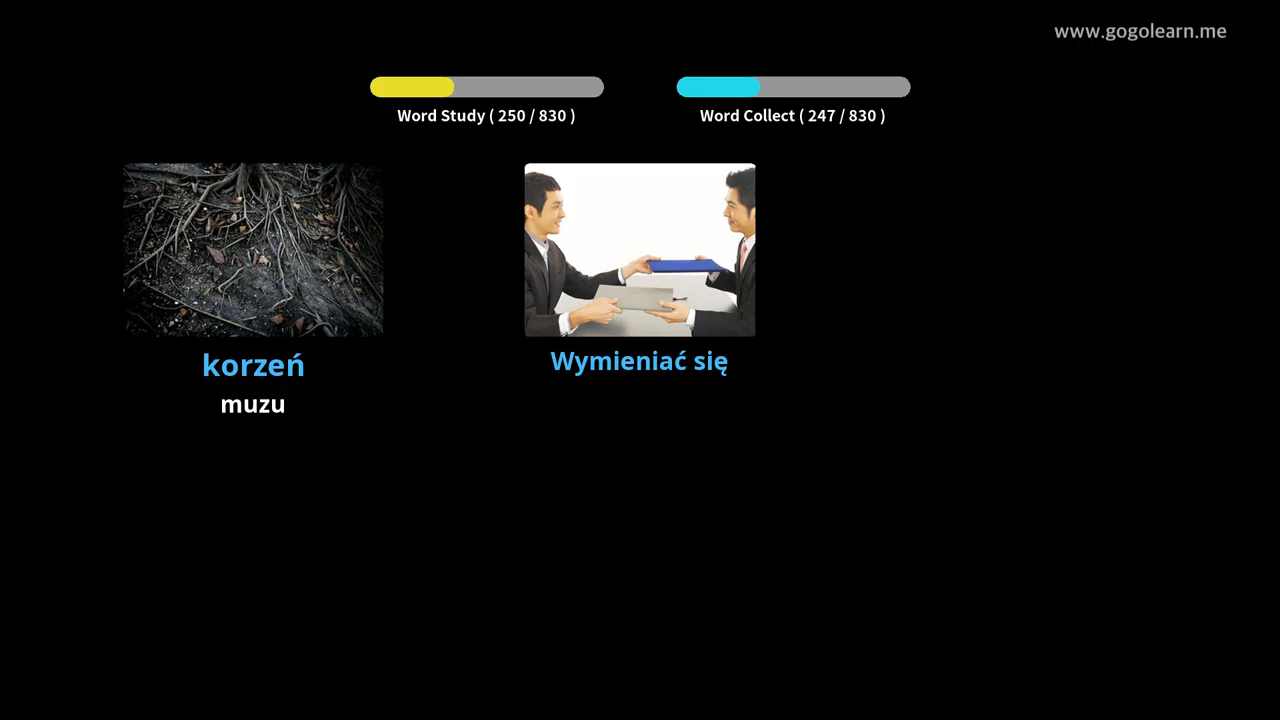 www.gogolearn.me
Word Study ( 250 / 830 )
Word Collect ( 247 / 830 )
korzeń
muzu
Wymieniać się